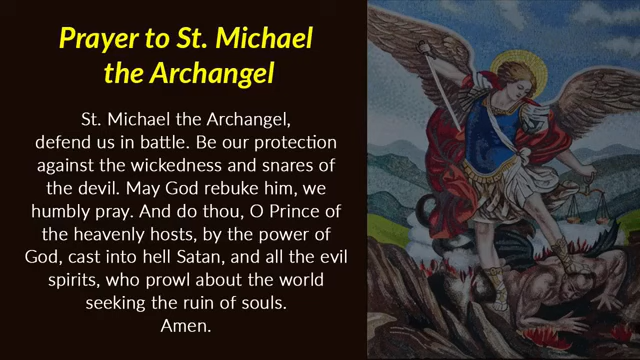 Prayer to St. Michael
the Archangel
St. Michael the Archangel,
defend us in battle. Be our protection
against the wickedness and snares of
the devil. May God rebuke him, we
humbly pray. And do thou, O Prince of
the heavenly hosts, by the power of
God, cast into hell Satan, and all the evil
spirits, who prowl about the world
seeking the ruin of souls.
Amen.